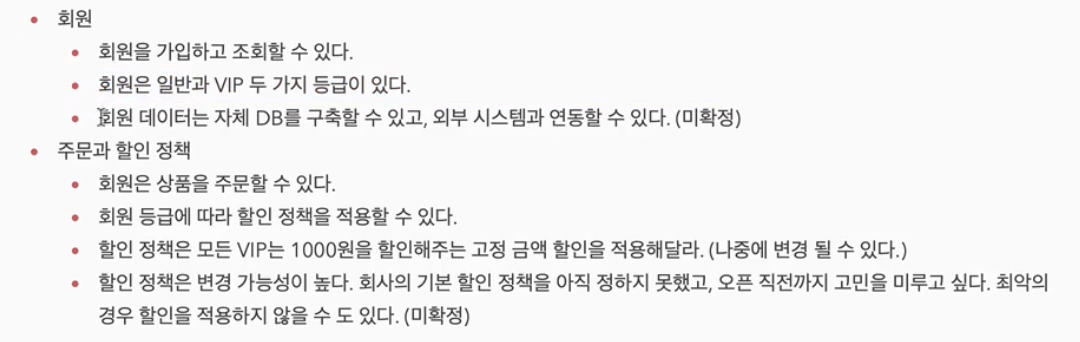 • 회원
• 회원을 가입하고 조회할 수 있다.
• 회원은 일반과 VIP 두 가지 등급이 있다.
• 회원 데이터는 자체 DB를 구축할 수 있고, 외부 시스템과 연동할 수 있다. (미확정)
• 주문과 할인 정책
• 회원은 상품을 주문할 수 있다.
• 회원 등급에 따라 할인 정책을 적용할 수 있다.
• 할인 정책은 모든 VIP는 1000원을 할인해주는 고정 금액 할인을 적용해달라. (나중에 변경 될 수 있다.)
• 할인 정책은 변경 가능성이 높다. 회사의 기본 할인 정책을 아직 정하지 못했고, 오픈 직전까지 고민을 미루고 싶다. 최악의
경우 할인을 적용하지 않을 수 도 있다. (미확정)